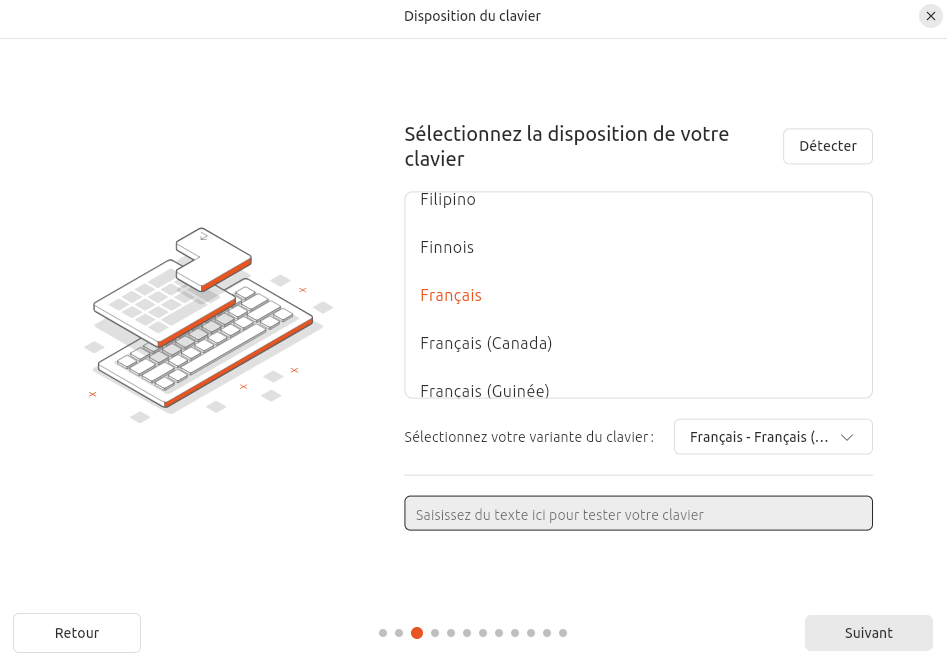 Disposition du clavier
Sélectionnez la disposition de votre
clavier
Détecter
Filipino
Finnois
Français
Français (Canada)
Français (Guinée)
Sélectionnez votre variante du clavier :
Français - Français (…
Saisissez du texte ici pour tester votre clavier
Retour
Suivant